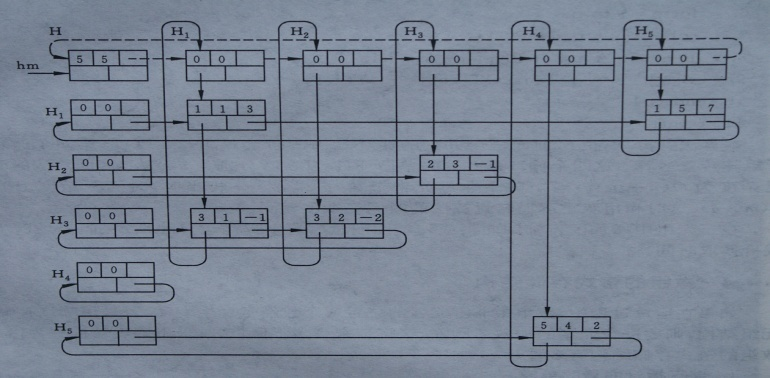 H H₁ H₂ H₃ H₄ H₅
5 5 0 0 0 0 0 0 0 0 0 0
hm
H₁ 0 0 1 1 3 1 5 7
H₂ 0 0 2 3 −1
H₃ 0 0 3 1 −1 3 2 −2
H₄ 0 0
H₅ 0 0 5 4 2